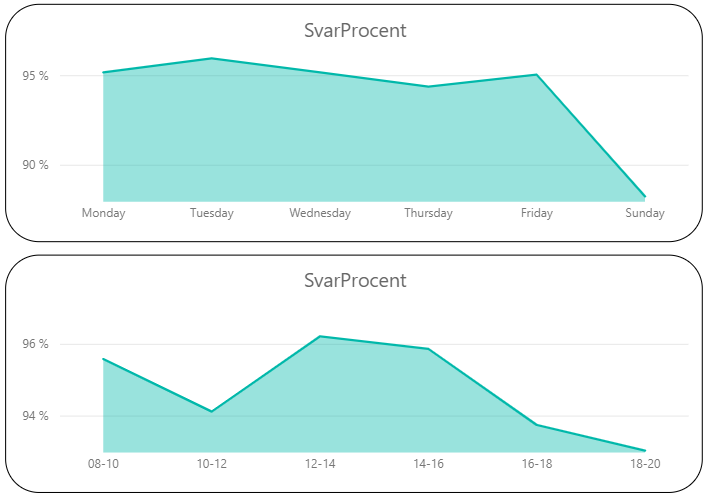 SvarProcent
95 %
90 %
Monday Tuesday Wednesday Thursday Friday Sunday
SvarProcent
96 %
94 %
08-10 10-12 12-14 14-16 16-18 18-20